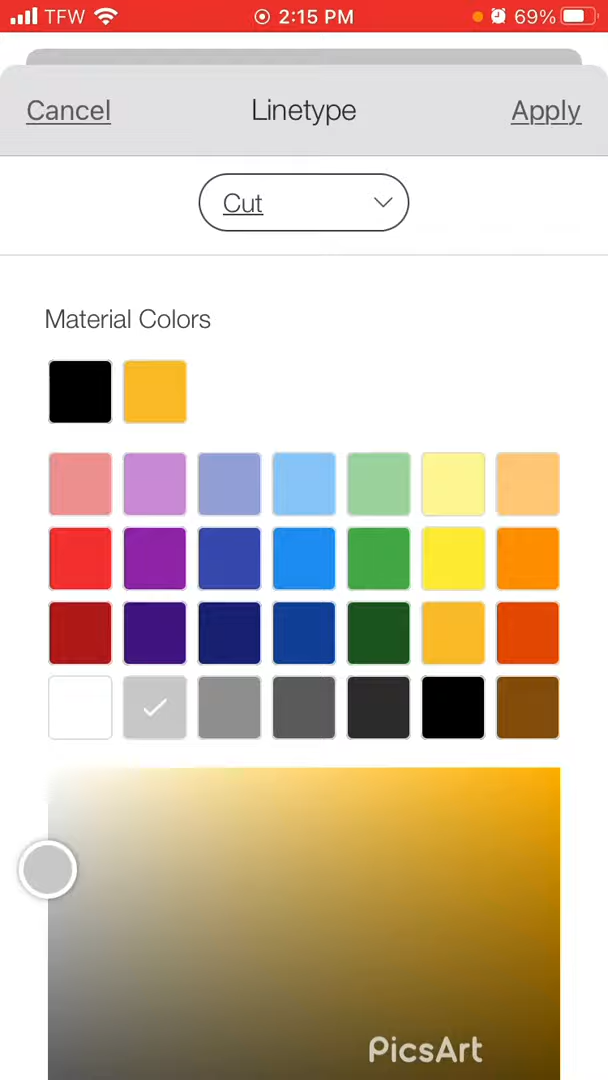 TFW 2:15 PM 69%
Cancel Linetype Apply
Cut
Material Colors
PicsArt